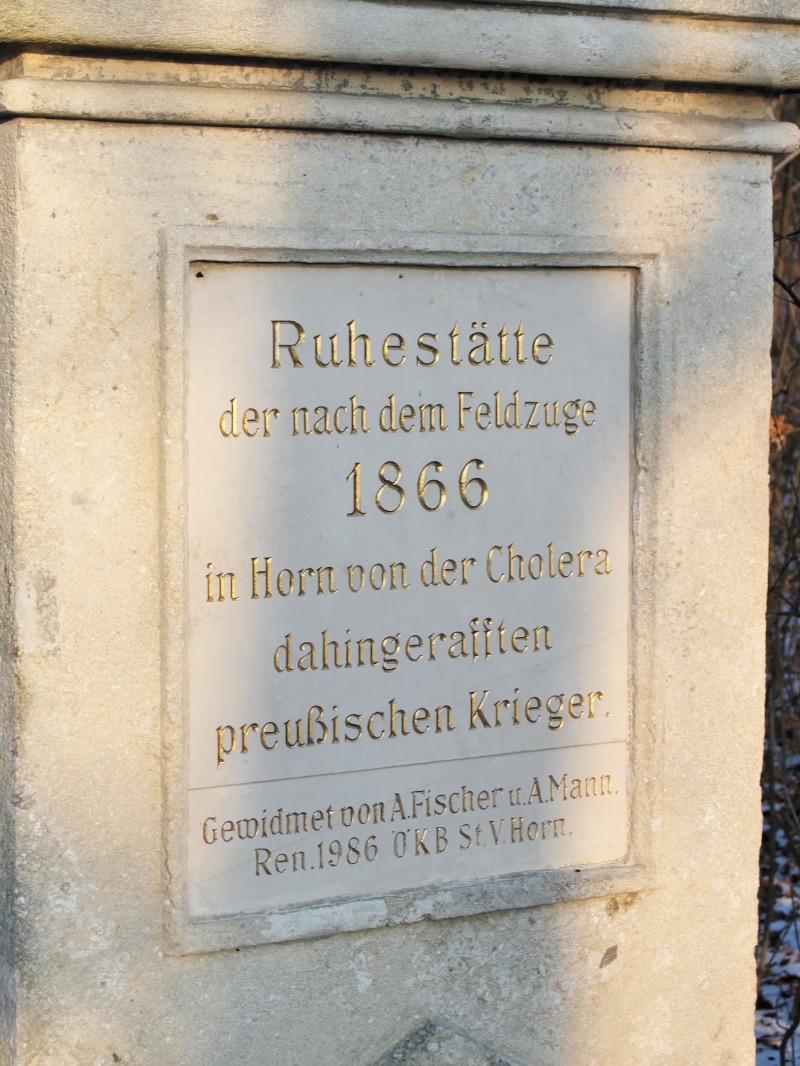 Ruhestätte
der nach dem Feldzuge
1866
in Horn von der Cholera
dahingerafften
preußischen Krieger.
Gewidmet von A.Fischer u.A.Mann.
Ren.1986 ÖKB St.V.Horn.